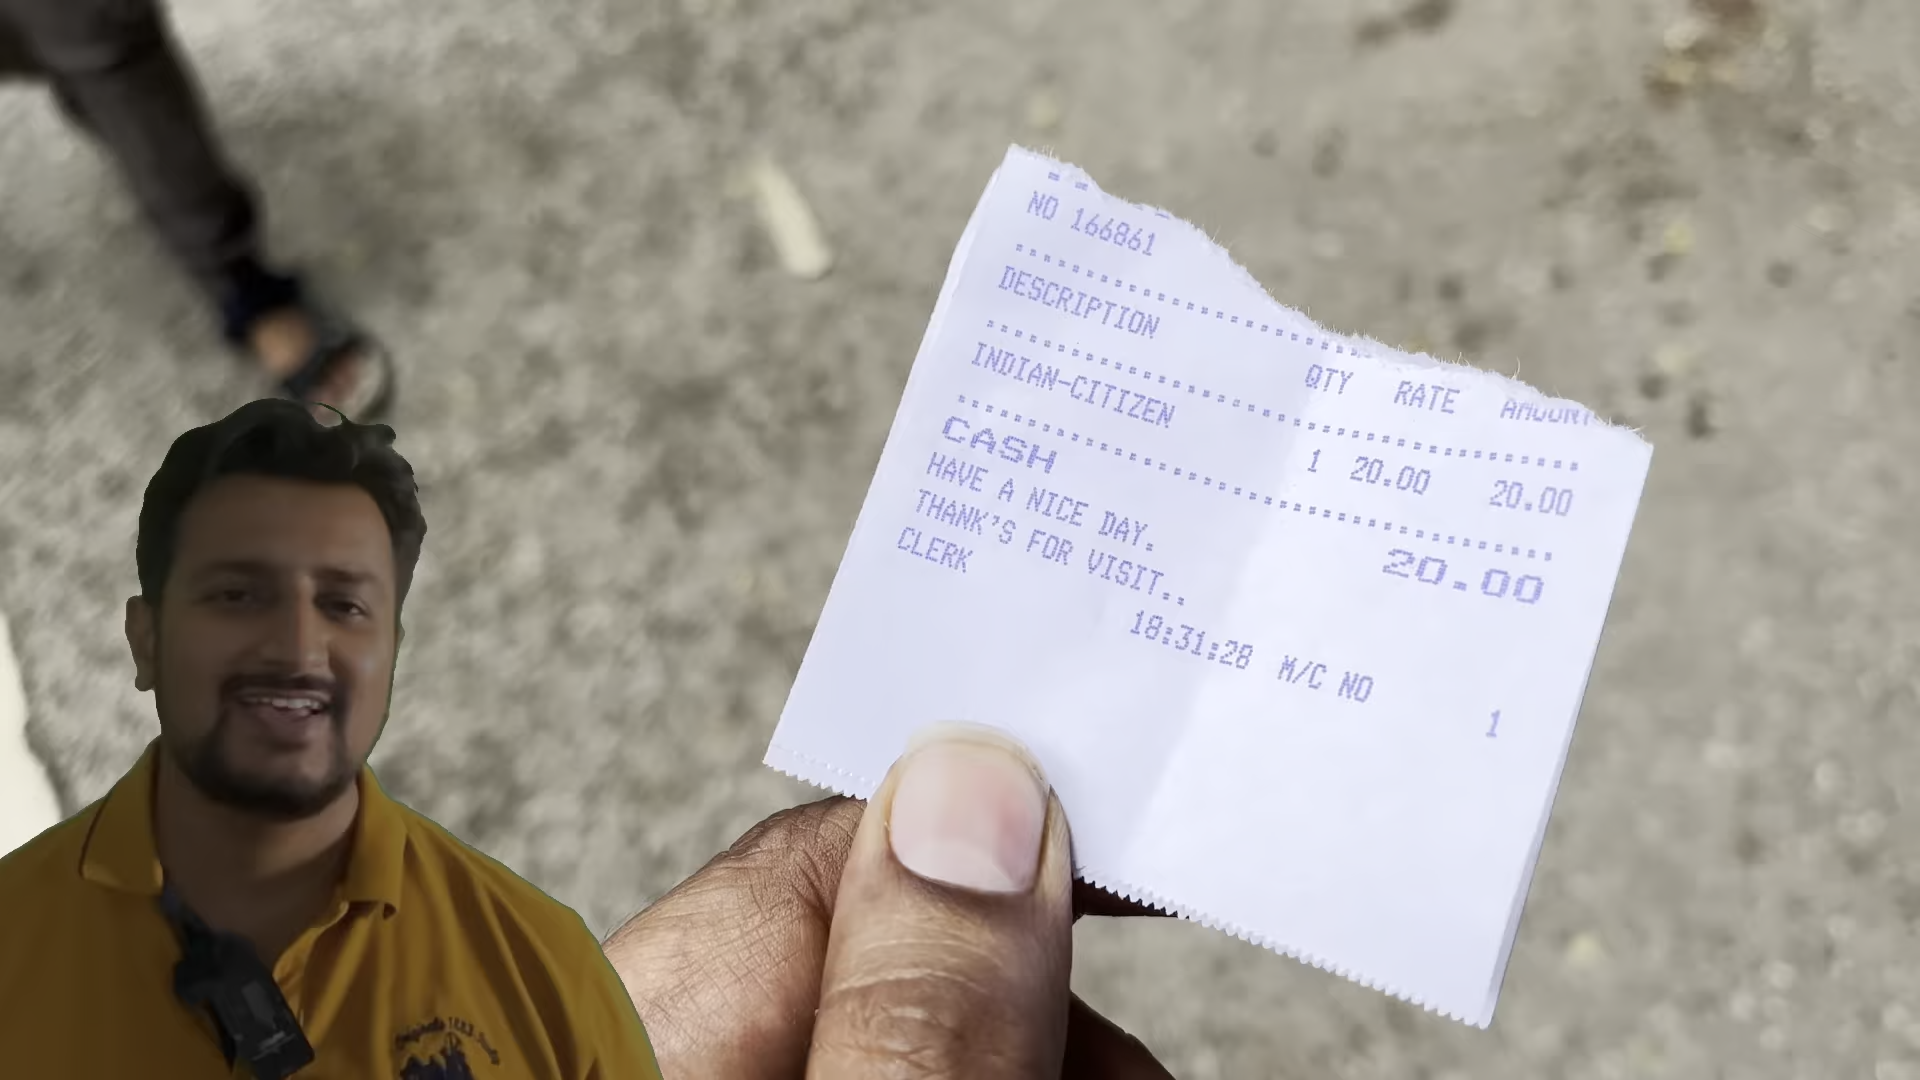 NO 166861
DESCRIPTION QTY RATE AMOUNT
INDIAN-CITIZEN 1 20.00 20.00
CASH 20.00
HAVE A NICE DAY.
THANK'S FOR VISIT..
CLERK 18:31:28 M/C NO 1